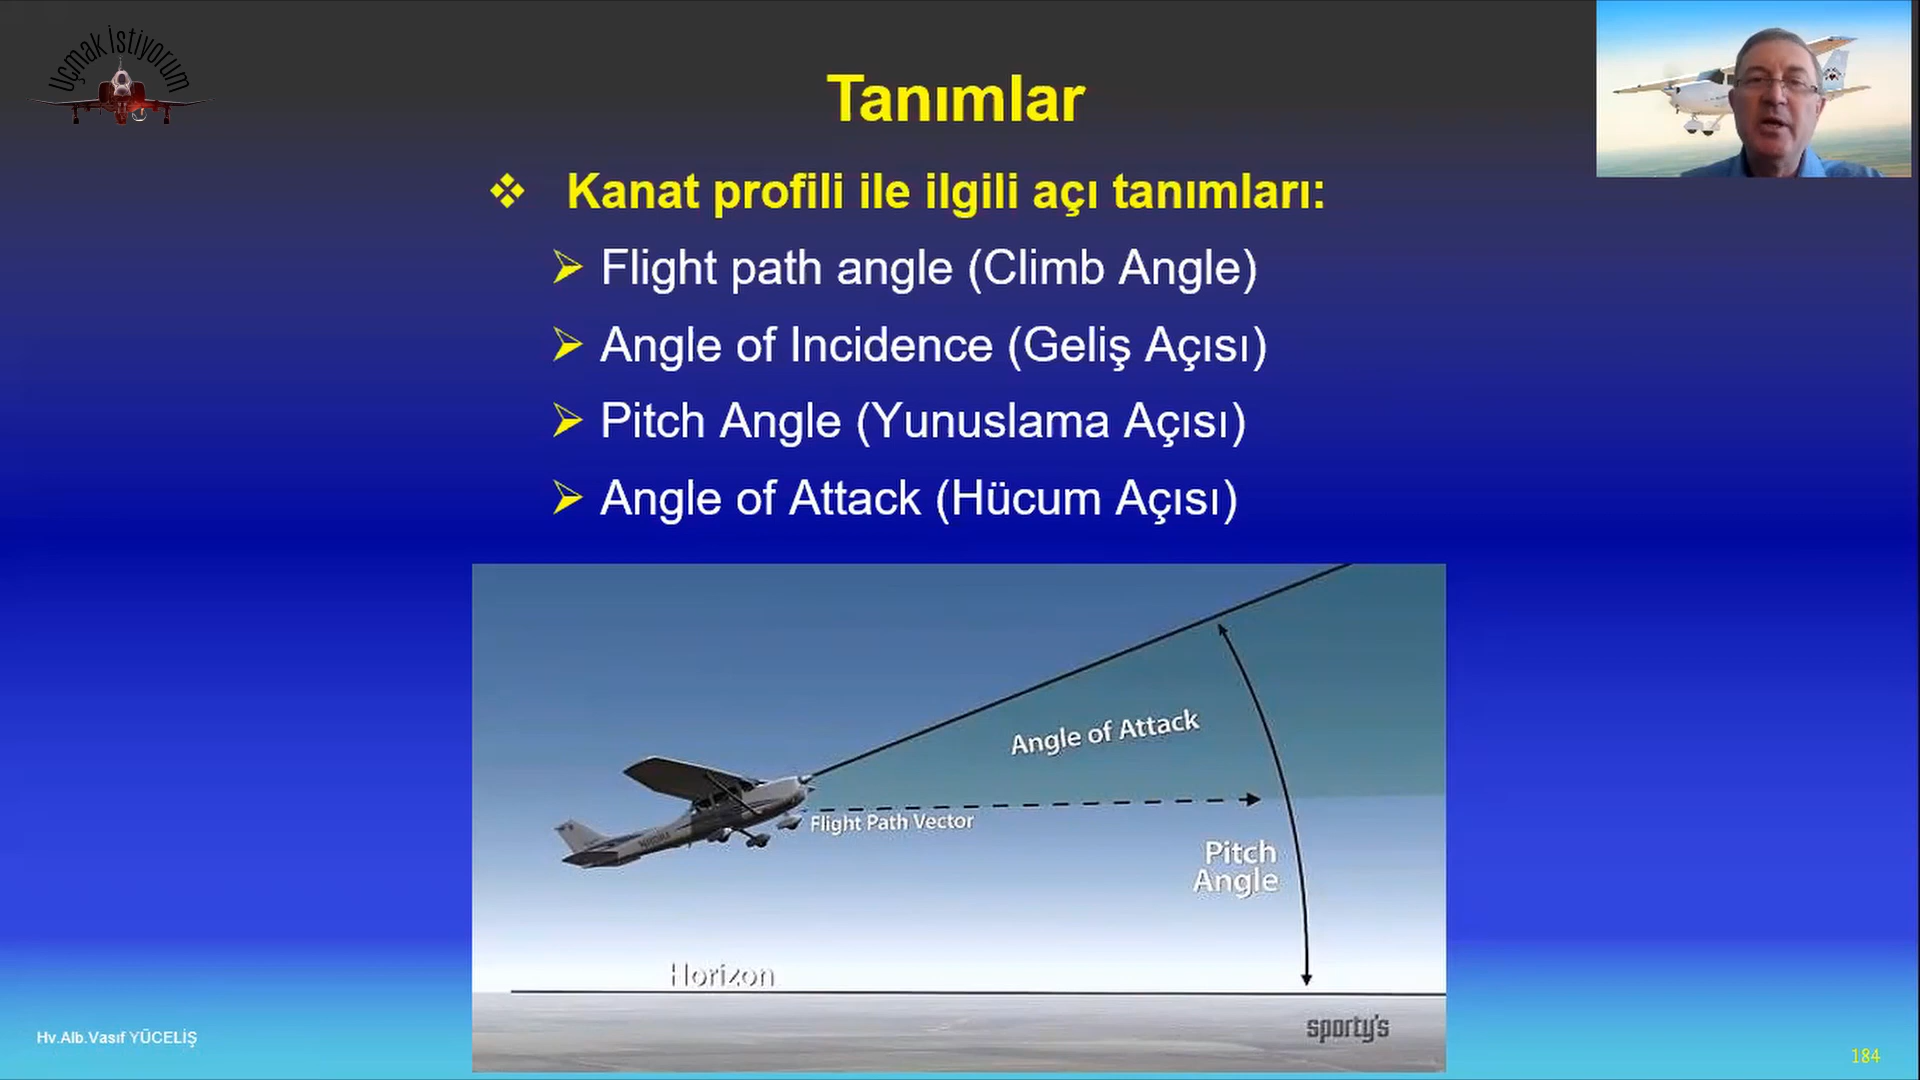 Uçmak İstiyorum
Tanımlar
Kanat profili ile ilgili açı tanımları:
Flight path angle (Climb Angle)
Angle of Incidence (Geliş Açısı)
Pitch Angle (Yunuslama Açısı)
Angle of Attack (Hücum Açısı)
Angle of Attack
Flight Path Vector
Pitch
Angle
Horizon
sporty's
Hv.Alb.Vasıf YÜCELİŞ
184